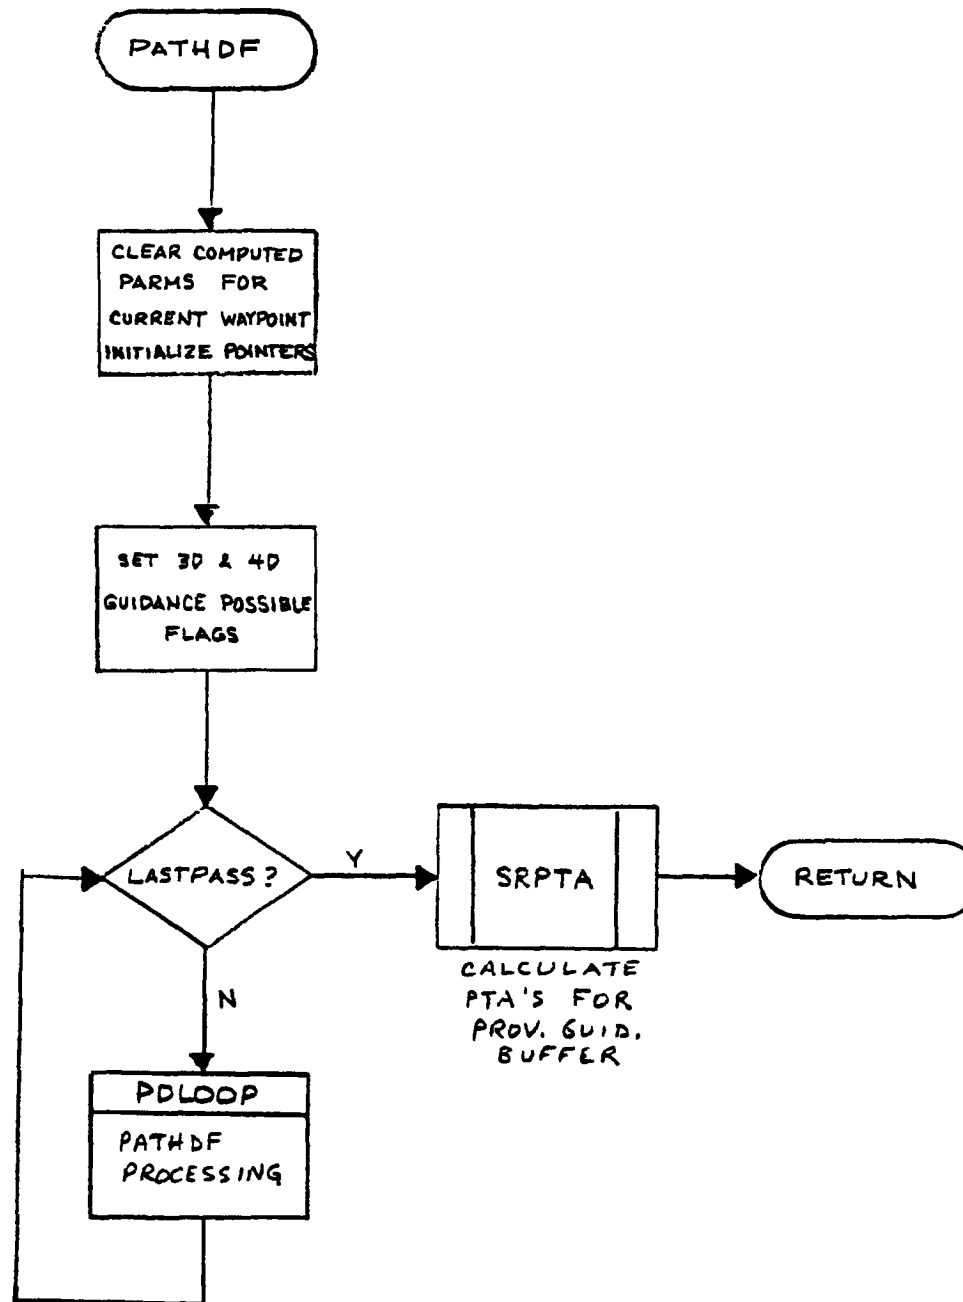 PATHDF
CLEAR COMPUTED
PARMS FOR
CURRENT WAYPOINT
INITIALIZE POINTERS
SET 3D & 4D
GUIDANCE POSSIBLE
FLAGS
LASTPASS?
Y
SRPTA
RETURN
CALCULATE
PTA'S FOR
PROV. GUID.
BUFFER
N
PDLOOP
PATHDF
PROCESSING